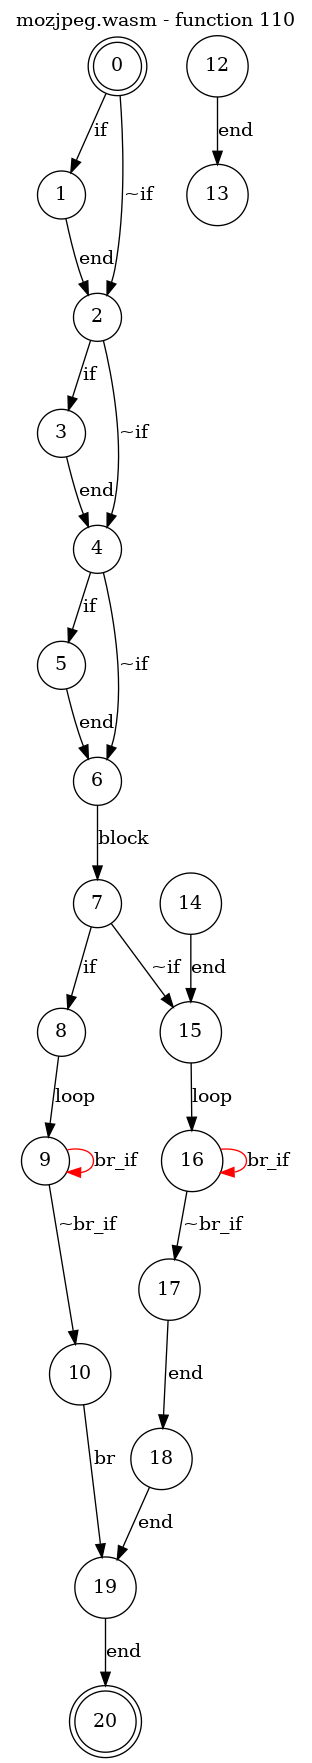 mozjpeg.wasm - function 110
0
12
if
end
~if
1
13
end
2
if
3
~if
end
4
if
5
~if
end
6
block
7
14
if
~if
end
8
15
loop
loop
9
br_if
16
br_if
~br_if
~br_if
17
10
end
br
18
end
19
end
20